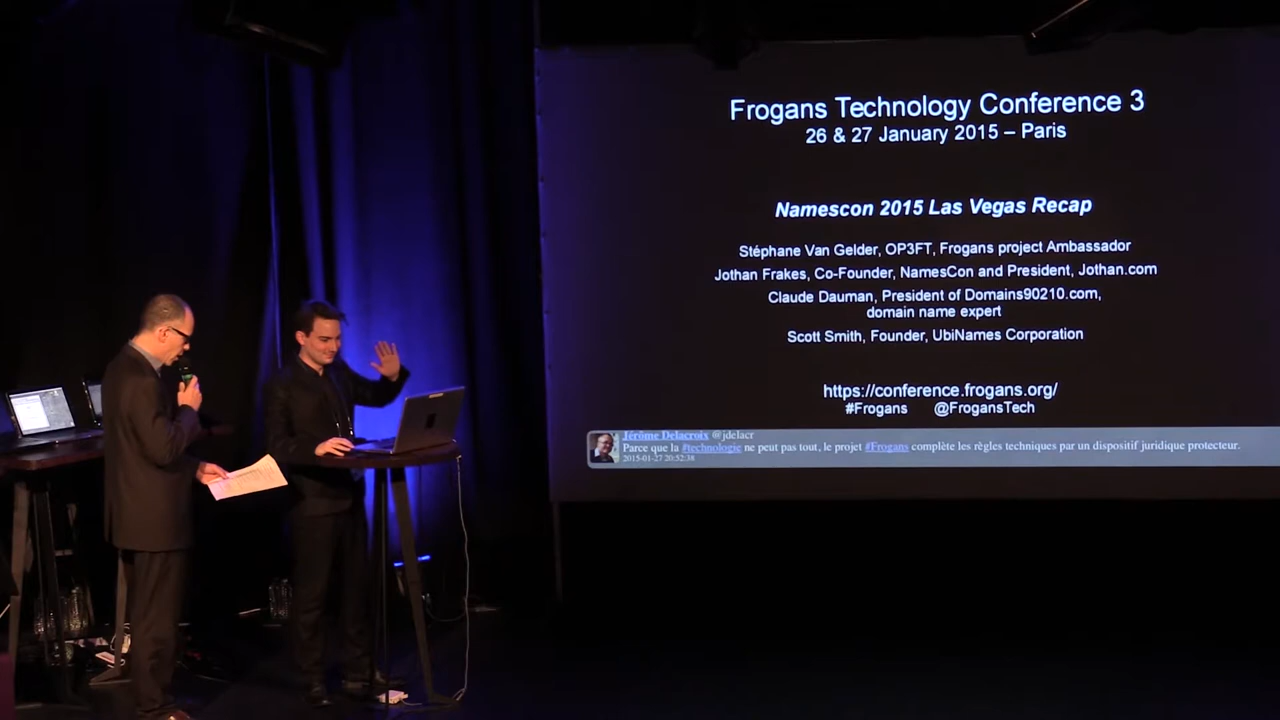 Frogans Technology Conference 3
26 & 27 January 2015 – Paris
Namescon 2015 Las Vegas Recap
Stéphane Van Gelder, OP3FT, Frogans project Ambassador
Jothan Frakes, Co-Founder, NamesCon and President, Jothan.com
Claude Dauman, President of Domains90210.com,
domain name expert
Scott Smith, Founder, UbiNames Corporation
https://conference.frogans.org/
#Frogans @FrogansTech
Jérôme Delacroix @jdelacr
Parce que la #technologie ne peut pas tout, le projet #Frogans complète les règles techniques par un dispositif juridique protecteur.
2015-01-27 20:52:38